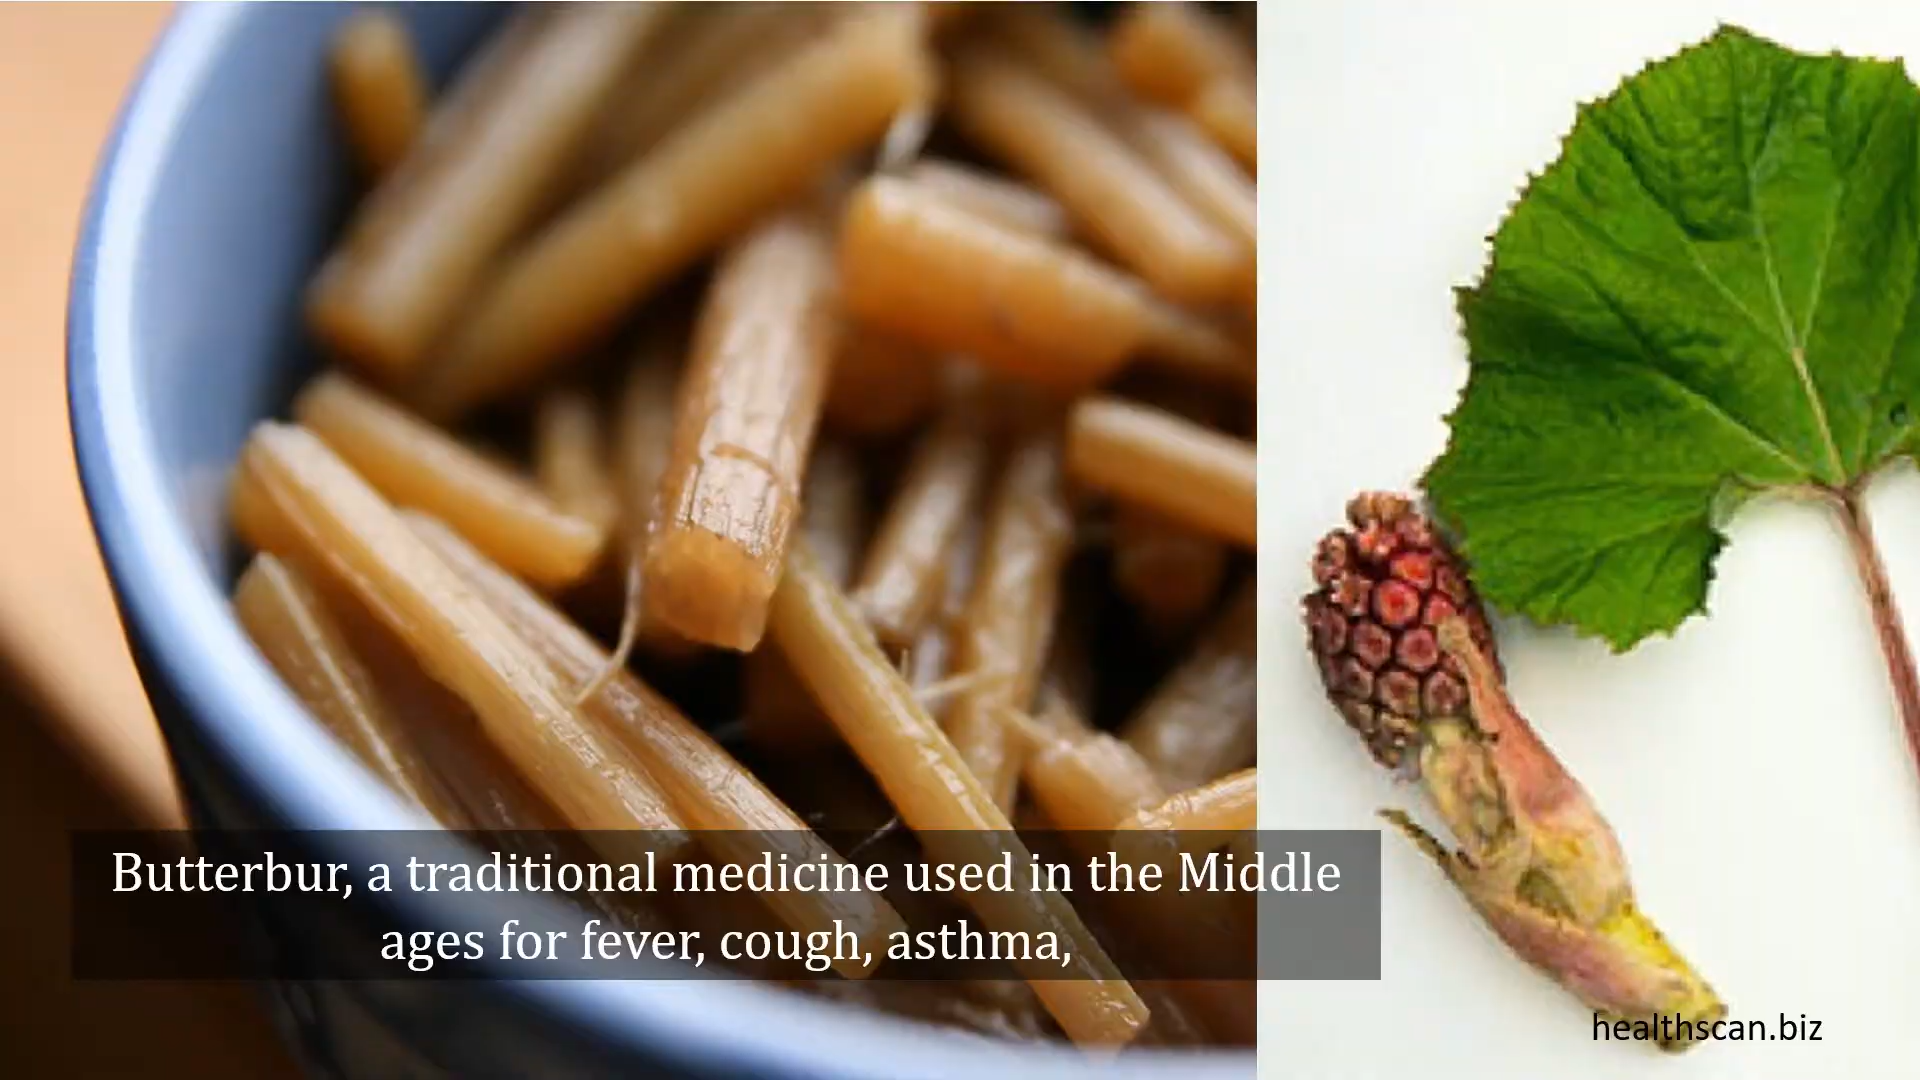 Butterbur, a traditional medicine used in the Middle
ages for fever, cough, asthma,
healthscan.biz